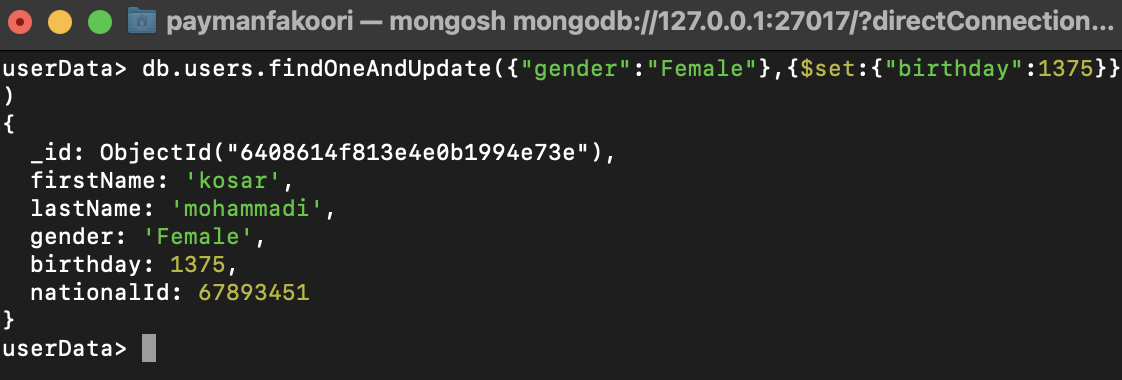 paymanfakoori — mongosh mongodb://127.0.0.1:27017/?directConnection...
userData> db.users.findOneAndUpdate({"gender":"Female"},{$set:{"birthday":1375}}
)
{
  _id: ObjectId("6408614f813e4e0b1994e73e"),
  firstName: 'kosar',
  lastName: 'mohammadi',
  gender: 'Female',
  birthday: 1375,
  nationalId: 67893451
}
userData>